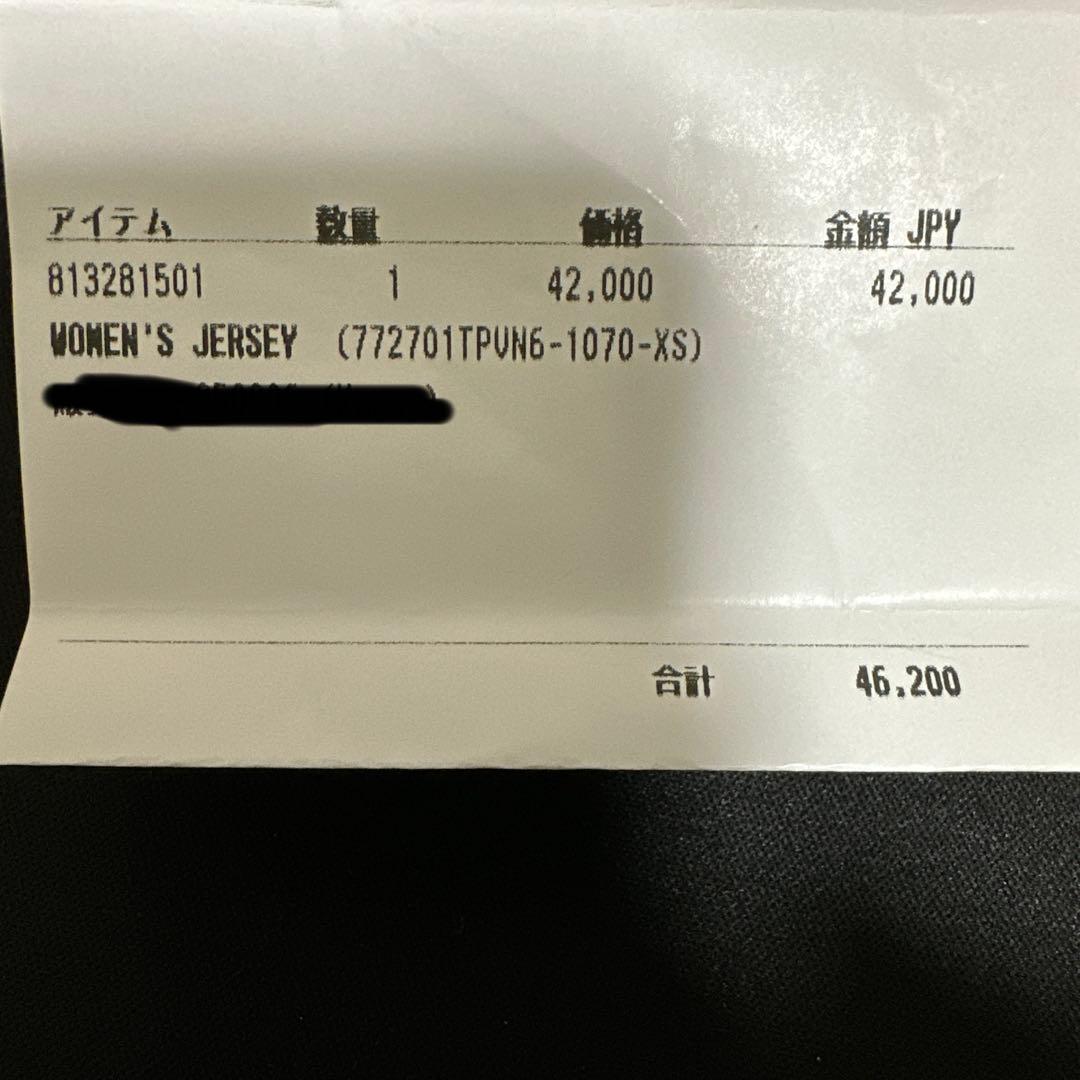 アイテム 数量 価格 金額 JPY
813281501 1 42,000 42,000
WOMEN'S JERSEY (772701TPVN6-1070-XS)
合計 46,200